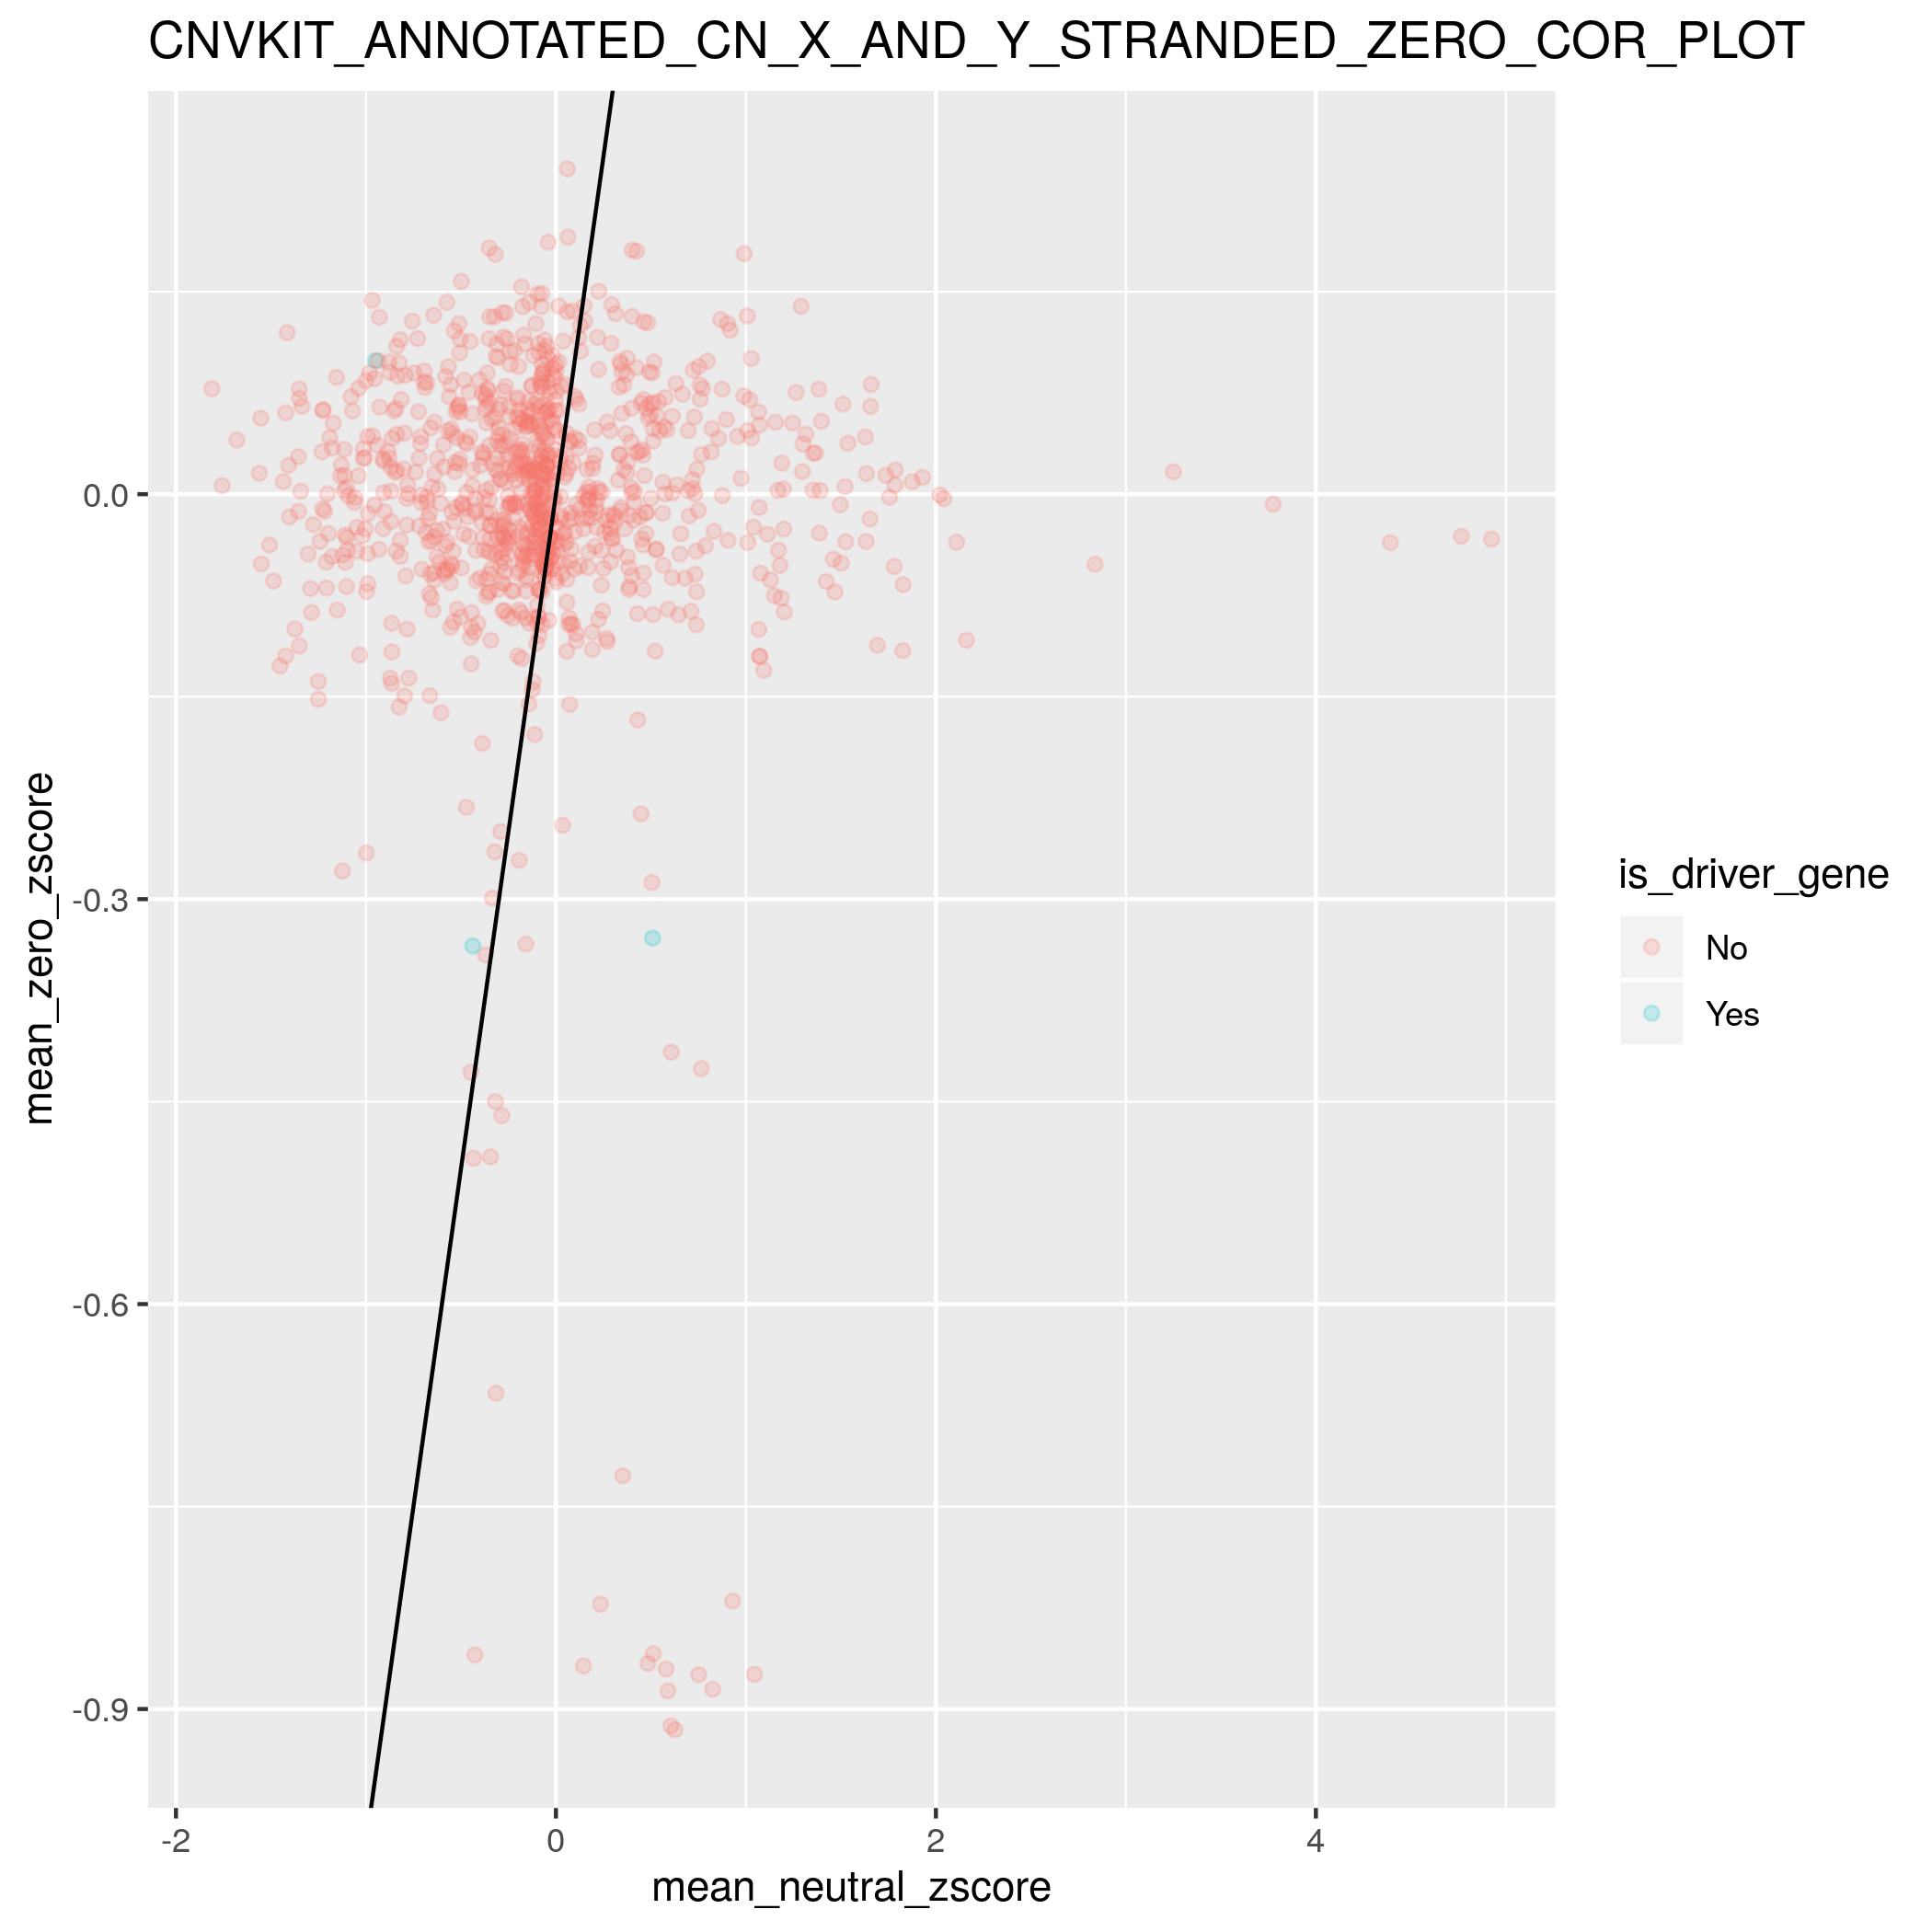 CNVKIT_ANNOTATED_CN_X_AND_Y_STRANDED_ZERO_COR_PLOT
mean_zero_zscore
0.0
-0.3
-0.6
-0.9
-2
0
2
4
mean_neutral_zscore
is_driver_gene
No
Yes